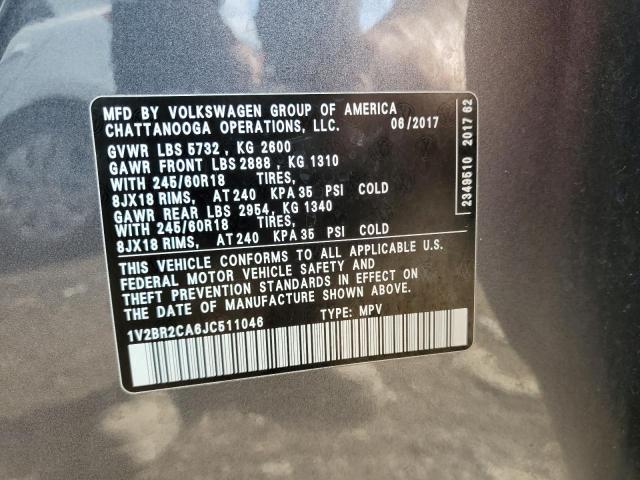 MFD BY VOLKSWAGEN GROUP OF AMERICA
CHATTANOOGA OPERATIONS, LLC. 06/2017
GVWR LBS 5732 , KG 2600
GAWR FRONT LBS 2888 , KG 1310
WITH 245/60R18 TIRES,
8JX18 RIMS, AT 240 KPA 35 PSI COLD
GAWR REAR LBS 2954 , KG 1340
WITH 245/60R18 TIRES,
8JX18 RIMS, AT 240 KPA 35 PSI COLD
THIS VEHICLE CONFORMS TO ALL APPLICABLE U.S.
FEDERAL MOTOR VEHICLE SAFETY AND
THEFT PREVENTION STANDARDS IN EFFECT ON
THE DATE OF MANUFACTURE SHOWN ABOVE.
1V2BR2CA6JC511046 TYPE: MPV
2349510 2017 62